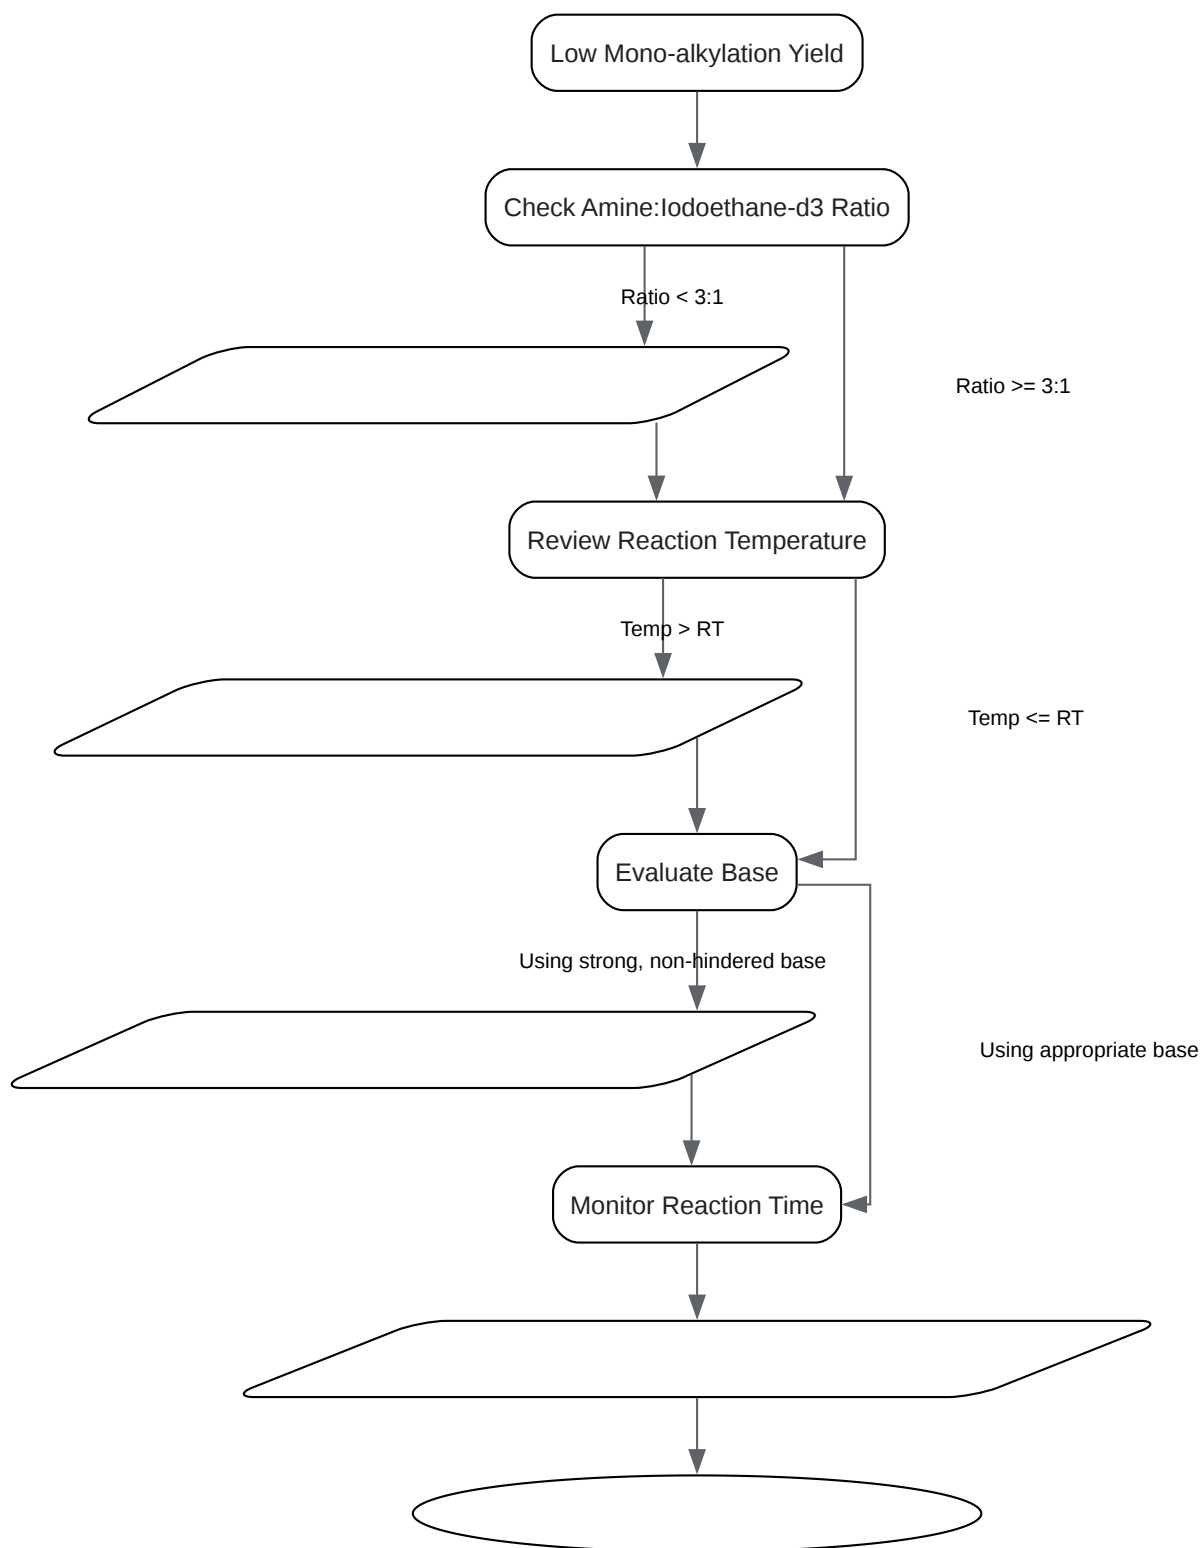 Low Mono-alkylation Yield
Check Amine:Iodoethane-d3 Ratio
Ratio < 3:1
Ratio >= 3:1
Review Reaction Temperature
Temp > RT
Temp <= RT
Evaluate Base
Using strong, non-hindered base
Using appropriate base
Monitor Reaction Time